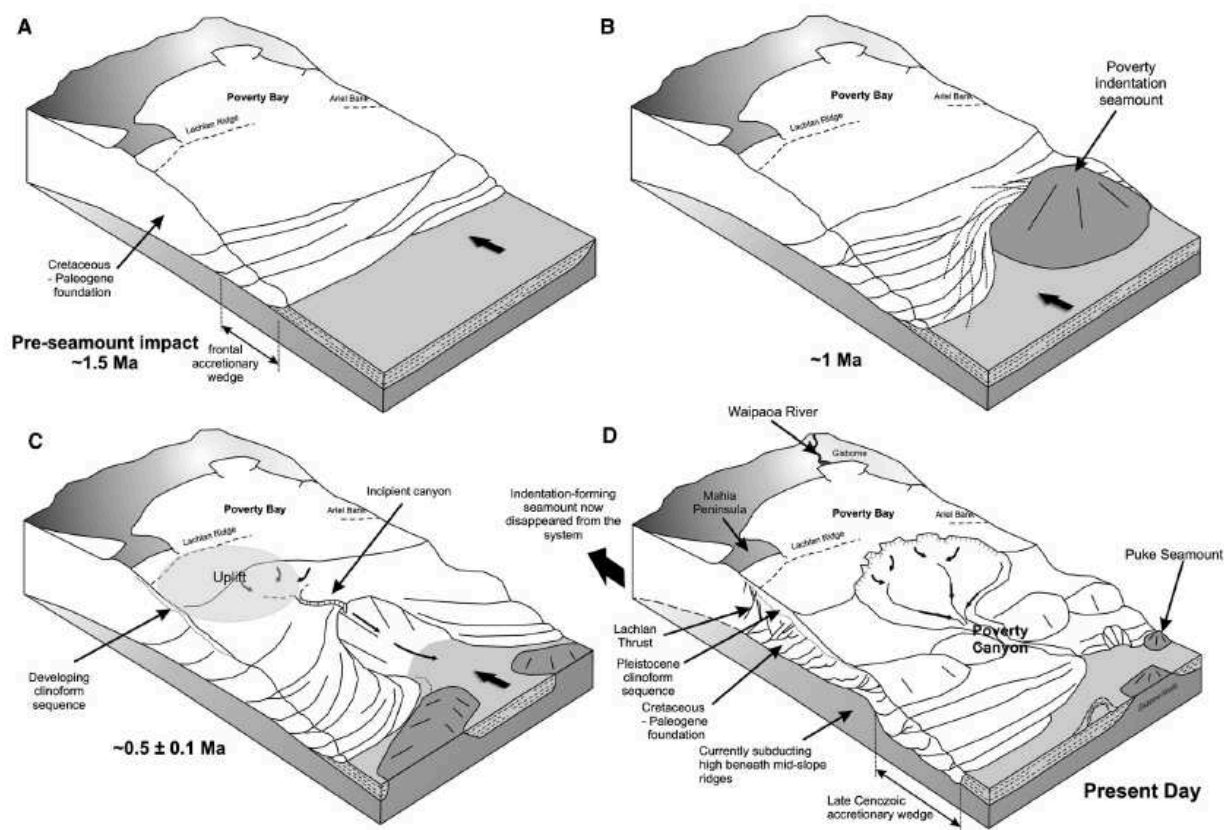 A
Poverty Bay
Ariel Bank
Lachlan Ridge
Cretaceous
- Paleogene
foundation
Pre-seamount impact
~1.5 Ma
frontal
accretionary
wedge
B
Poverty
indentation
seamount
Poverty Bay
Ariel Bank
Lachlan Ridge
~1 Ma
C
Incipient canyon
Poverty Bay
Ariel Bank
Lachlan Ridge
Uplift
Developing
clinoform
sequence
~0.5 ± 0.1 Ma
Indentation-forming
seamount now
disappeared from the
system
D
Waipaoa River
Gisborne
Mahia
Peninsula
Poverty Bay
Ariel Bank
Lachlan Ridge
Puke Seamount
Poverty
Canyon
Lachlan
Thrust
Pleistocene
clinoform
sequence
Cretaceous
- Paleogene
foundation
Currently subducting
high beneath mid-slope
ridges
Late Cenozoic
accretionary wedge
Present Day